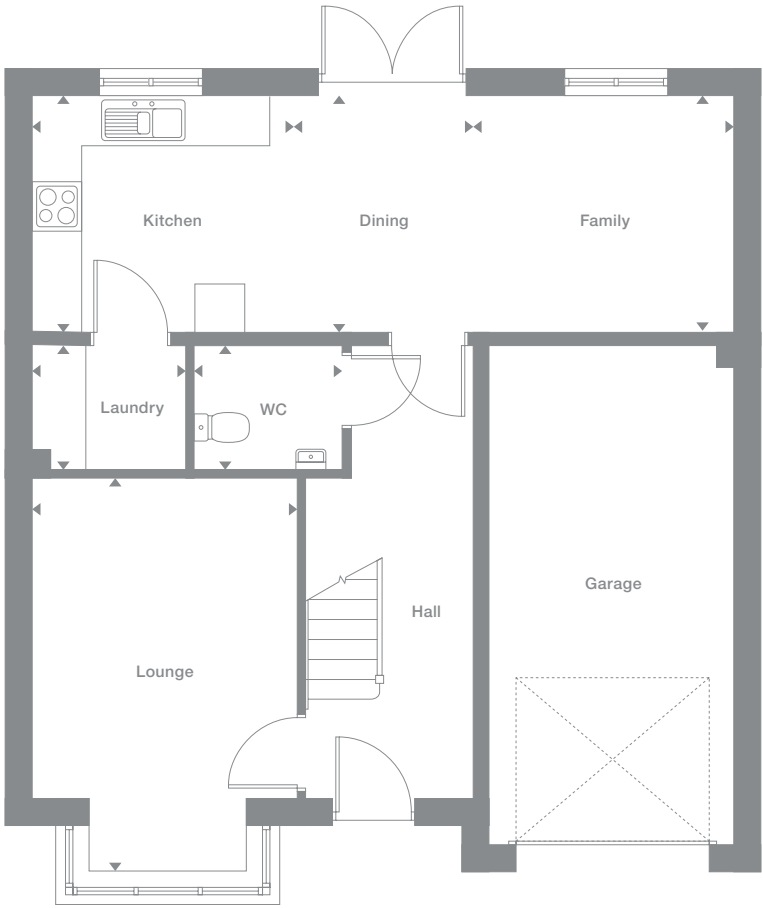 Kitchen
Dining
Family
Laundry
WC
Garage
Hall
Lounge